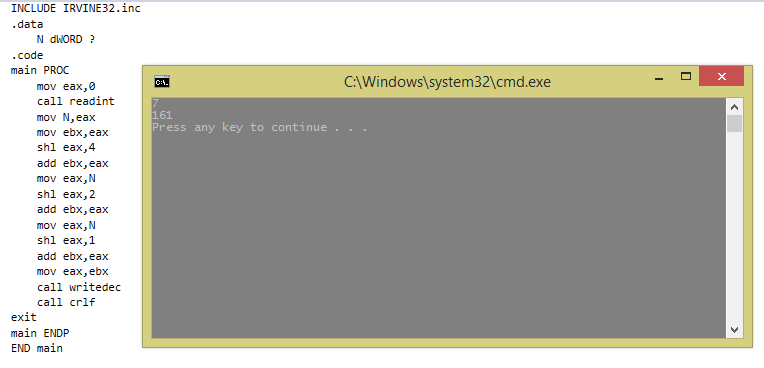 INCLUDE IRVINE32.inc
.data
N dWORD ?
.code
main PROC
mov eax,0
call readint
mov N,eax
mov ebx,eax
shl eax,4
add ebx,eax
mov eax,N
shl eax,2
add ebx,eax
mov eax,N
shl eax,1
add ebx,eax
mov eax,ebx
call writedec
call crlf
exit
main ENDP
END main
C:\Windows\system32\cmd.exe
7
161
Press any key to continue . . .